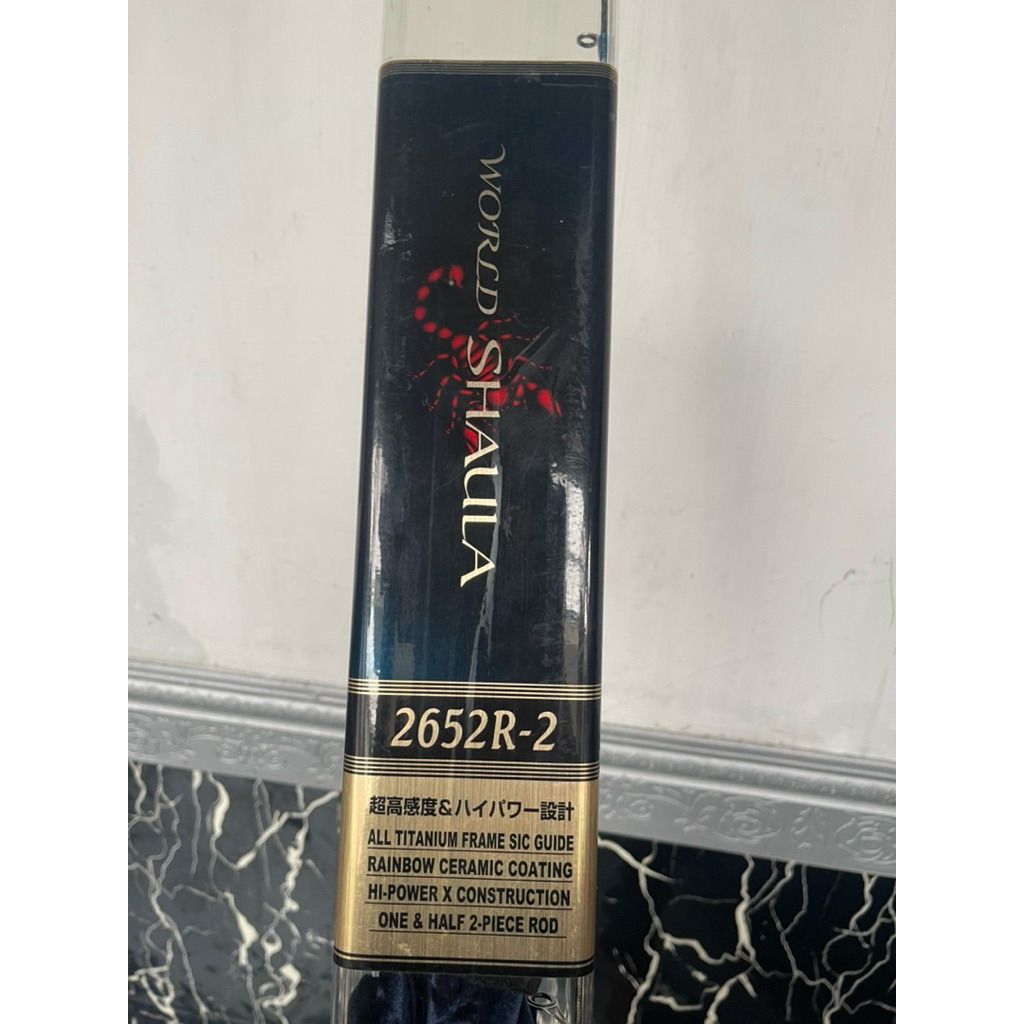 WORLD SHAULA
2652R-2
超高感度&ハイパワー設計
ALL TITANIUM FRAME SIC GUIDE
RAINBOW CERAMIC COATING
HI-POWER X CONSTRUCTION
ONE & HALF 2-PIECE ROD